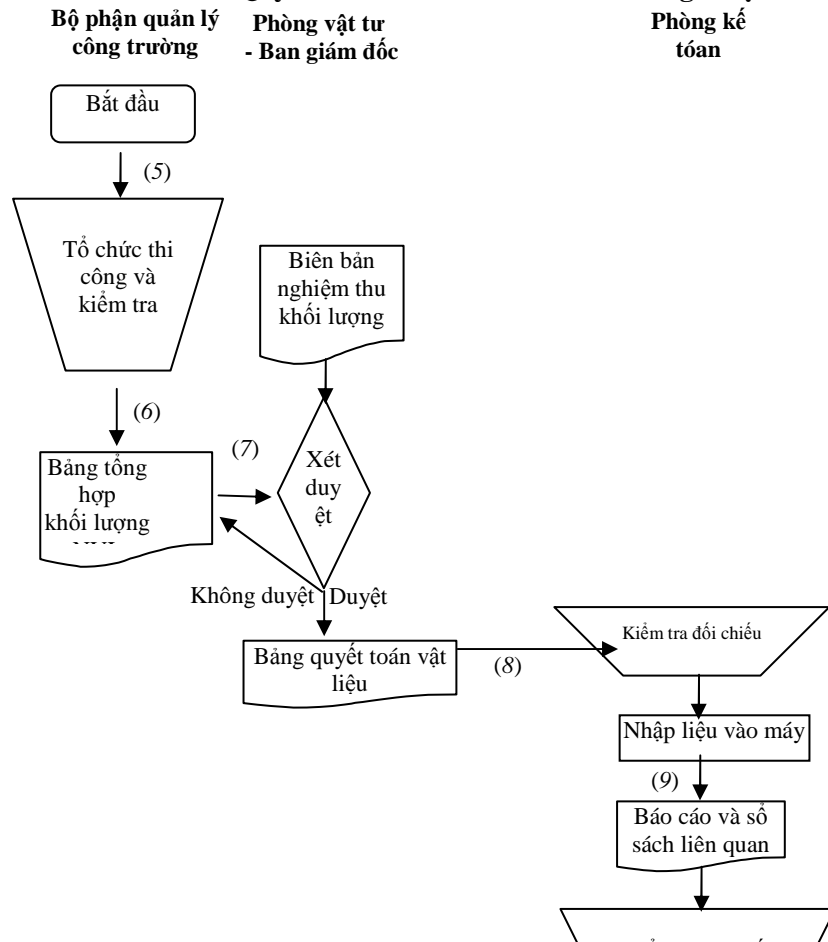 Bộ phận quản lý
công trường
Phòng vật tư
- Ban giám đốc
Phòng kế
tóan
Bắt đầu
(5)
Tổ chức thi
công và
kiểm tra
Biên bản
nghiệm thu
khối lượng
(6)
(7)
Bảng tổng
hợp
khối lượng
Xét
duy
ệt
Không duyệt
Duyệt
Bảng quyết toán vật
liệu
(8)
Kiểm tra đối chiếu
Nhập liệu vào máy
(9)
Báo cáo và sổ
sách liên quan